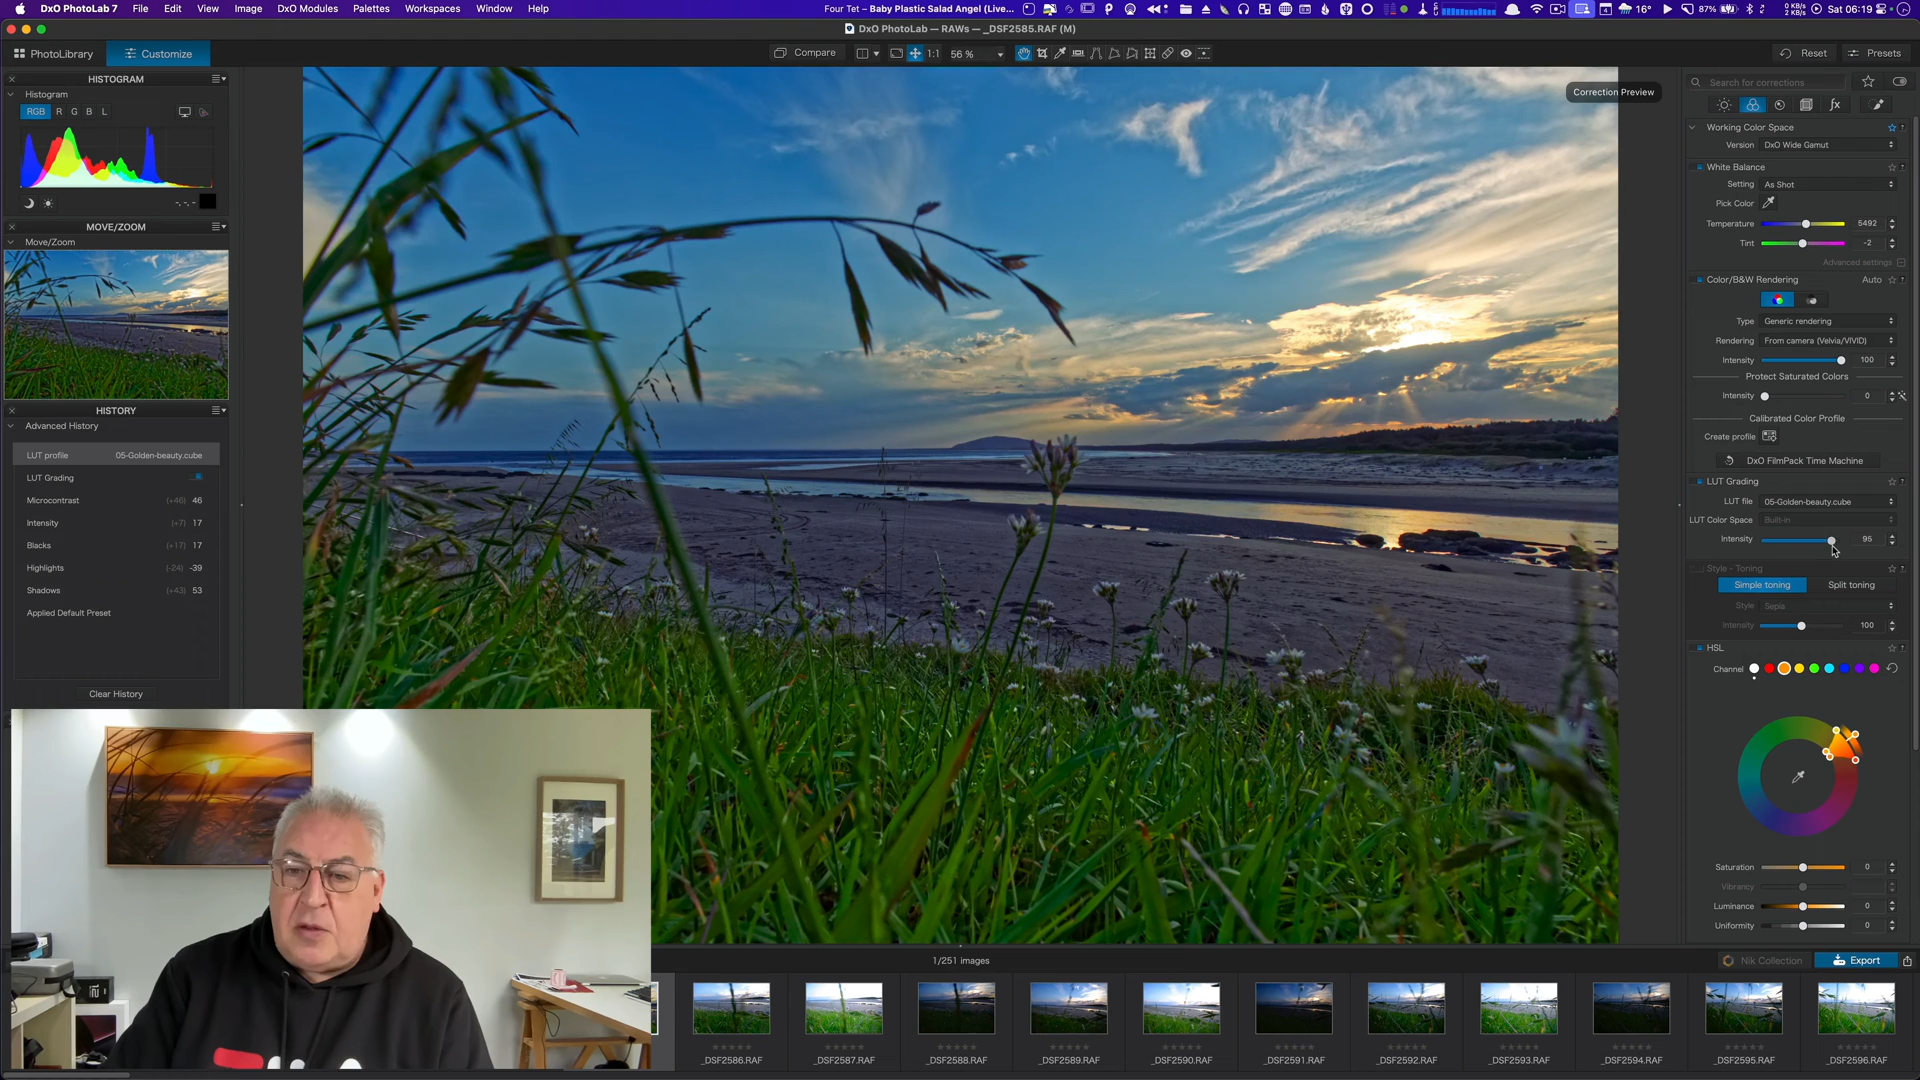 DxO PhotoLab 7 File Edit View Image DxO Modules Palettes Workspaces Window Help
Four Tet – Baby Plastic Salad Angel (Live... 16° 87% 0 KB/s 2 KB/s Sat 06:19
DxO PhotoLab — RAWs — _DSF2585.RAF (M)
PhotoLibrary Customize Compare 1:1 56 % Reset Presets
HISTOGRAM
Histogram
RGB R G B L
MOVE/ZOOM
Move/Zoom
HISTORY
Advanced History
LUT profile 05-Golden-beauty.cube
LUT Grading
Microcontrast (+46) 46
Intensity (+7) 17
Blacks (+17) 17
Highlights (-24) -39
Shadows (+43) 53
Applied Default Preset
Clear History
Correction Preview
Search for corrections
Working Color Space
Version DxO Wide Gamut
White Balance
Setting As Shot
Pick Color
Temperature 5492
Tint -2
Advanced settings
Color/B&W Rendering Auto
Type Generic rendering
Rendering From camera (Velvia/VIVID)
Intensity 100
Protect Saturated Colors
Intensity 0
Calibrated Color Profile
Create profile
DxO FilmPack Time Machine
LUT Grading
LUT file 05-Golden-beauty.cube
LUT Color Space Built-in
Intensity 95
Style - Toning
Simple toning Split toning
Style Sepia
Intensity 100
HSL
Channel
Saturation 0
Vibrancy
Luminance 0
Uniformity 0
1/251 images
Nik Collection Export
_DSF2586.RAF _DSF2587.RAF _DSF2588.RAF _DSF2589.RAF _DSF2590.RAF _DSF2591.RAF _DSF2592.RAF _DSF2593.RAF _DSF2594.RAF _DSF2595.RAF _DSF2596.RAF